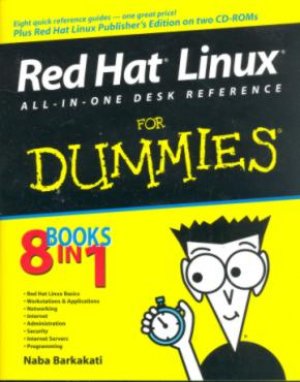 Eight quick reference guides — one great price!
Plus Red Hat Linux Publisher's Edition on two CD-ROMs
Red Hat® Linux®
ALL-IN-ONE DESK REFERENCE
FOR
DUMMIES®
8 BOOKS
IN 1
• Red Hat Linux Basics
• Workstations & Applications
• Networking
• Internet
• Administration
• Security
• Internet Servers
• Programming
Naba Barkakati